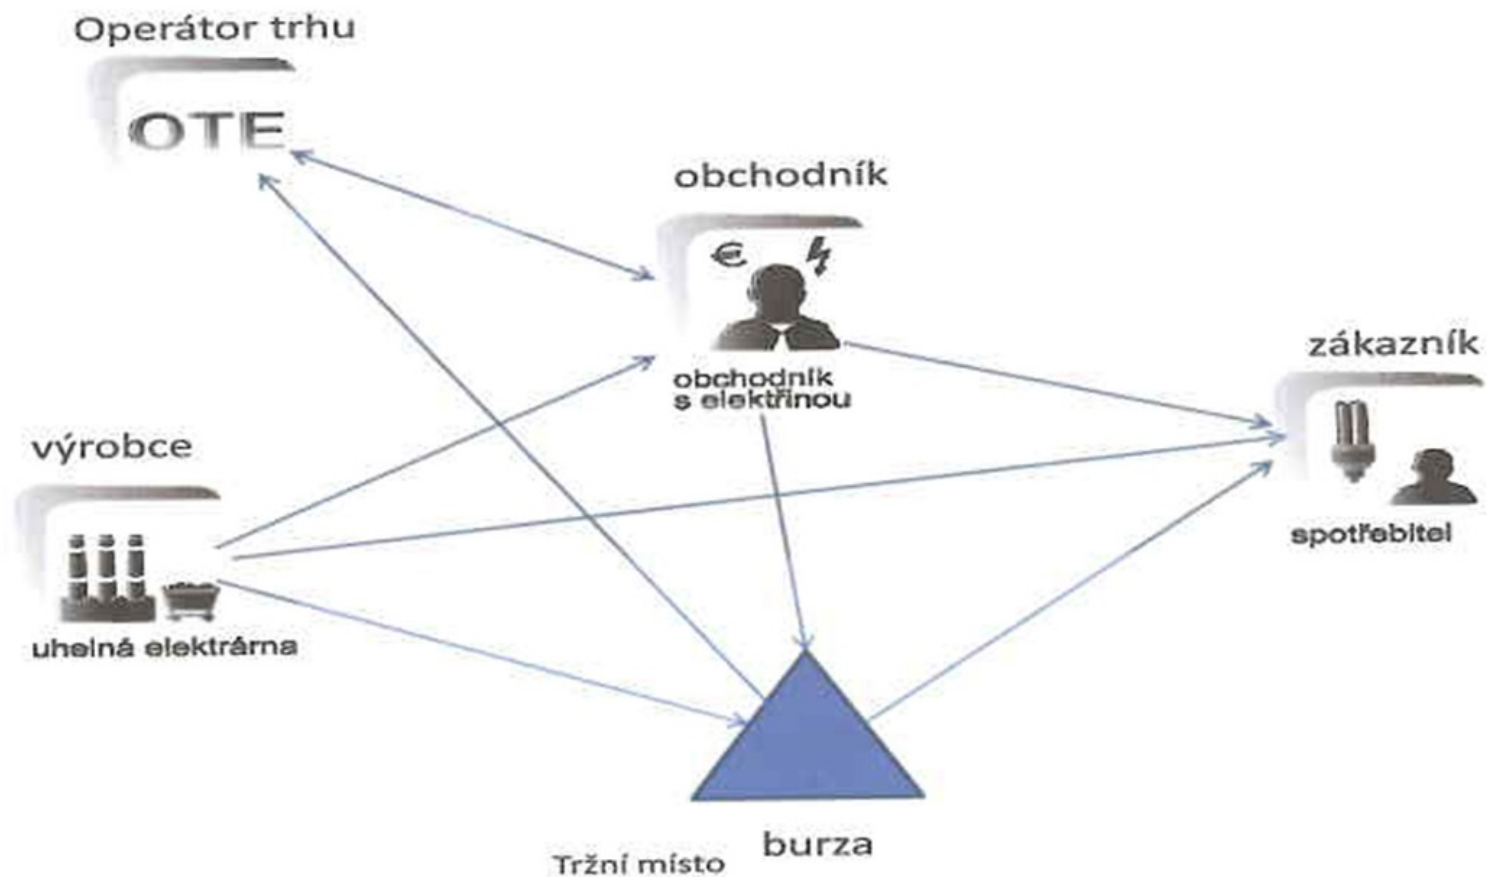 Operátor trhu
OTE
obchodník
€
obchodník
s elektřinou
zákazník
spotřebitel
výrobce
uhelná elektrárna
burza
Tržní místo